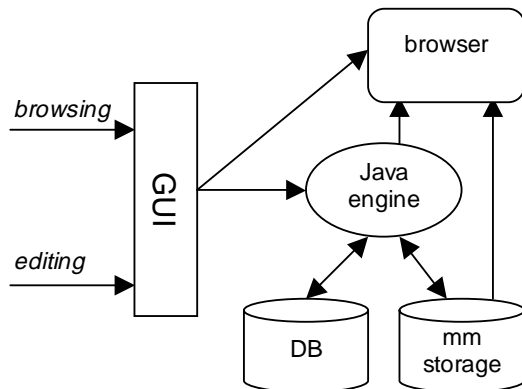 browser
browsing
GUI
Java
engine
editing
DB
mm
storage